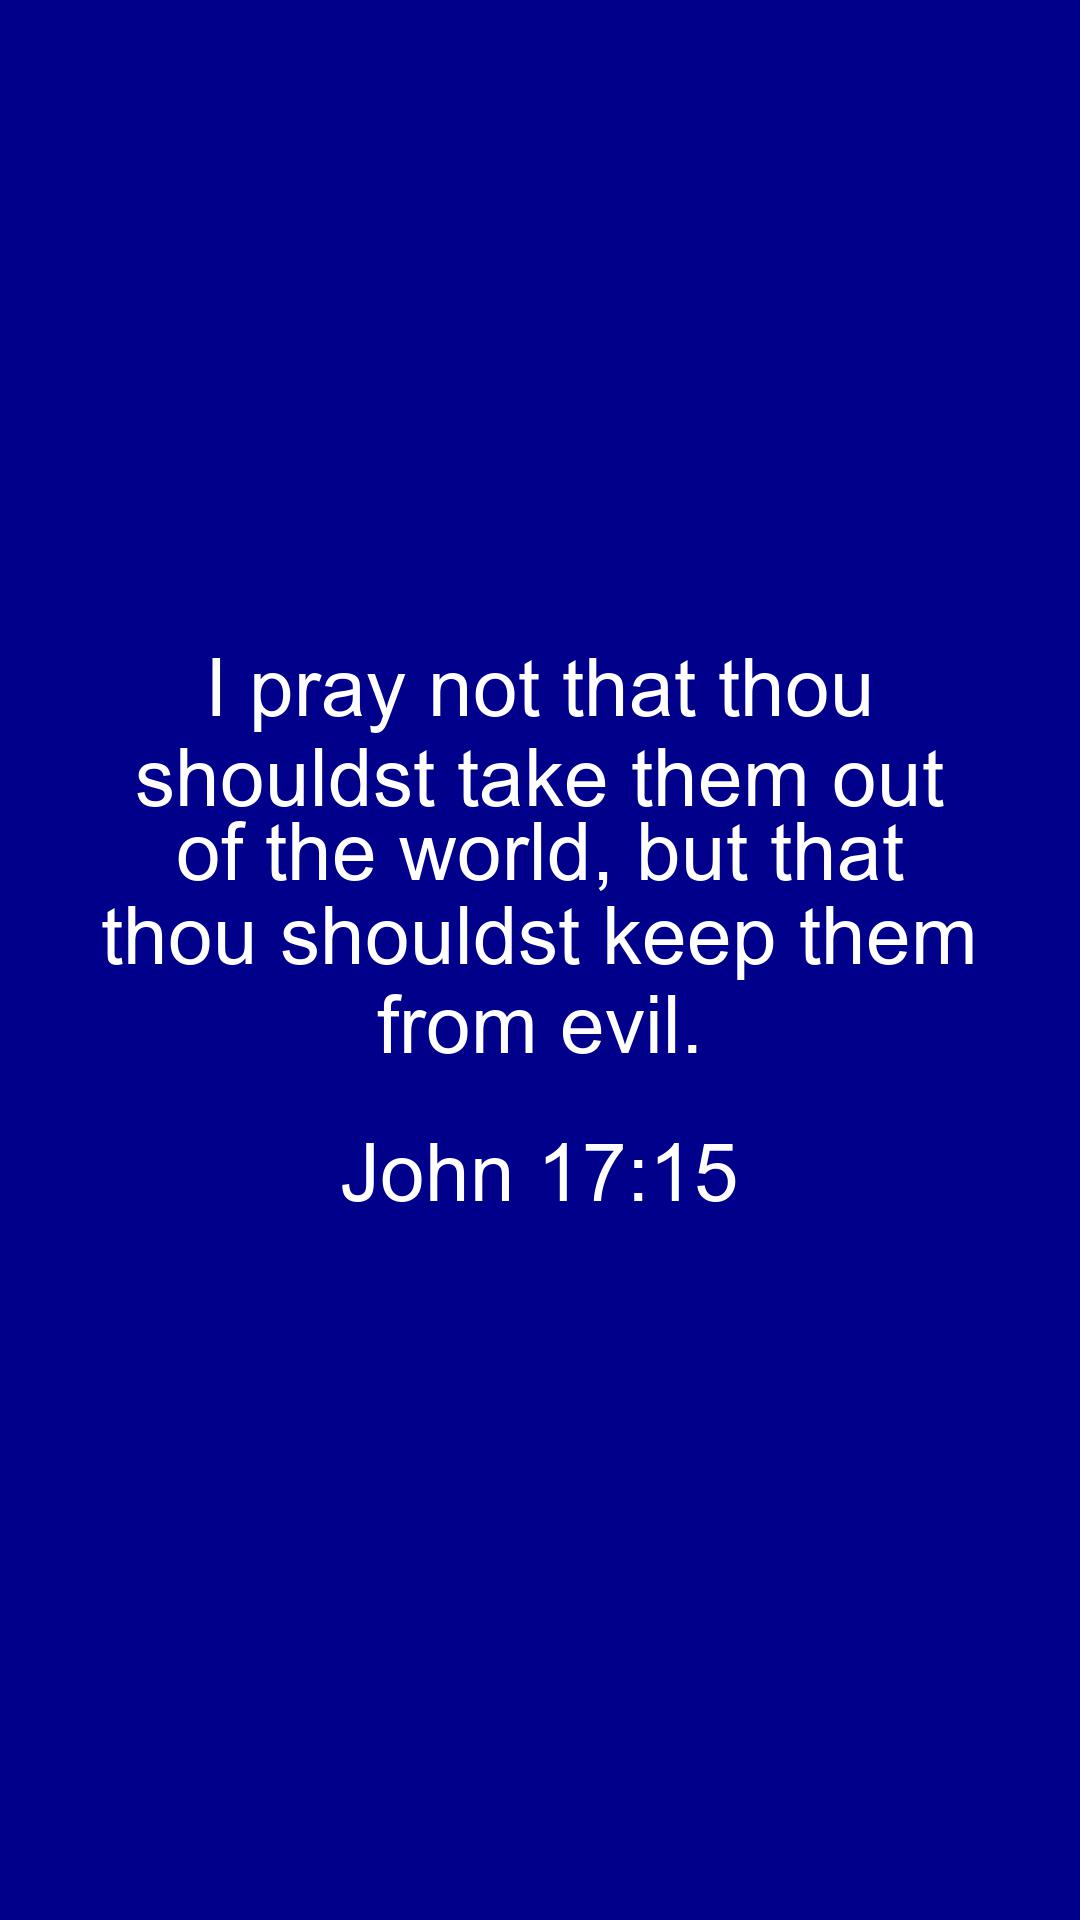 I pray not that thou
shouldst take them out
of the world, but that
thou shouldst keep them
from evil.
John 17:15